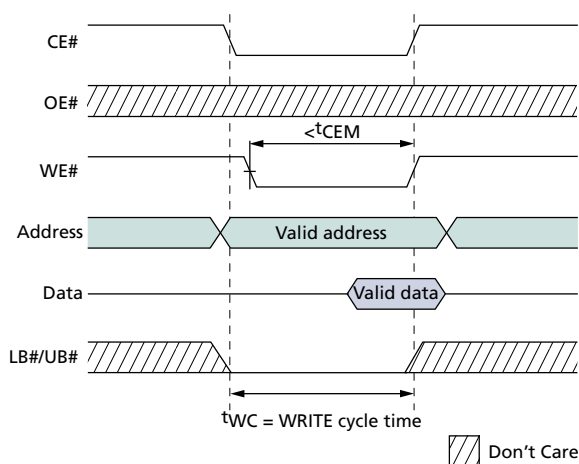 CE#
OE#
<tCEM
WE#
Address
Valid address
Data
Valid data
LB#/UB#
tWC = WRITE cycle time
Don't Care